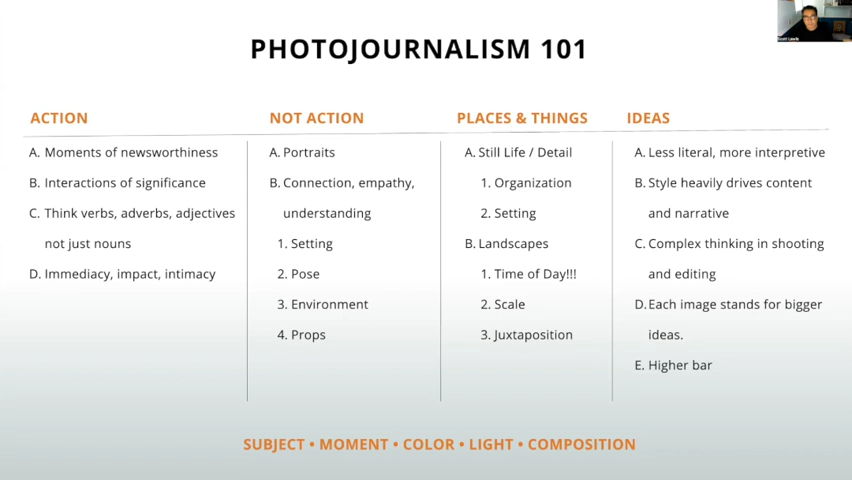 PHOTOJOURNALISM 101
ACTION
A. Moments of newsworthiness
B. Interactions of significance
C. Think verbs, adverbs, adjectives
not just nouns
D. Immediacy, impact, intimacy
NOT ACTION
A. Portraits
B. Connection, empathy,
understanding
1. Setting
2. Pose
3. Environment
4. Props
PLACES & THINGS
A. Still Life / Detail
1. Organization
2. Setting
B. Landscapes
1. Time of Day!!!
2. Scale
3. Juxtaposition
IDEAS
A. Less literal, more interpretive
B. Style heavily drives content
and narrative
C. Complex thinking in shooting
and editing
D. Each image stands for bigger
ideas.
E. Higher bar
SUBJECT • MOMENT • COLOR • LIGHT • COMPOSITION